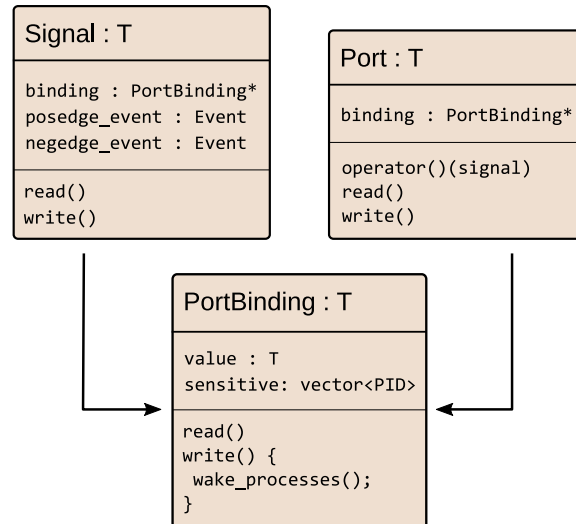 Signal : T
binding : PortBinding*
posedge_event : Event
negedge_event : Event
read()
write()
Port : T
binding : PortBinding*
operator()(signal)
read()
write()
PortBinding : T
value : T
sensitive: vector<PID>
read()
write() {
wake_processes();
}